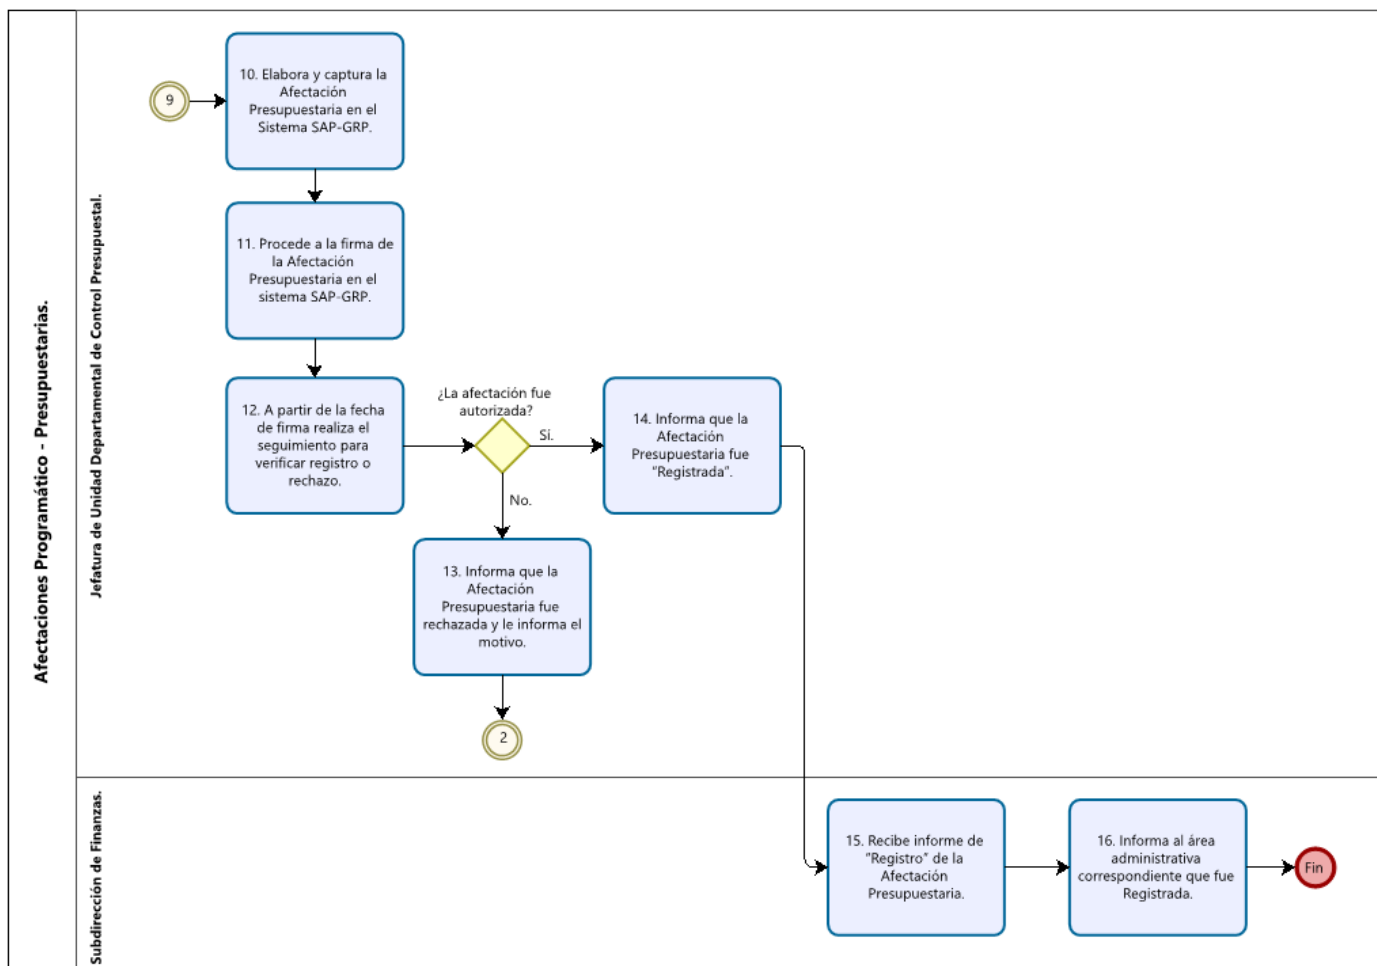 Afectaciones Programático - Presupuestarias.
Jefatura de Unidad Departamental de Control Presupuestal.
9
10. Elabora y captura la
Afectación
Presupuestaria en el
Sistema SAP-GRP.
11. Procede a la firma de
la Afectación
Presupuestaria en el
sistema SAP-GRP.
12. A partir de la fecha
de firma realiza el
seguimiento para
verificar registro o
rechazo.
¿La afectación fue
autorizada?
Sí.
No.
14. Informa que la
Afectación
Presupuestaria fue
“Registrada”.
13. Informa que la
Afectación
Presupuestaria fue
rechazada y le informa el
motivo.
2
Subdirección de Finanzas.
15. Recibe informe de
“Registro” de la
Afectación
Presupuestaria.
16. Informa al área
administrativa
correspondiente que fue
Registrada.
Fin